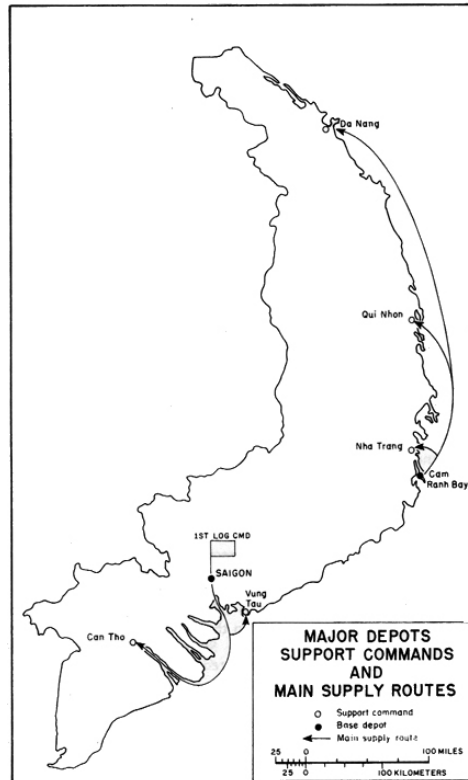 Da Nang
Qui Nhon
Nha Trang
Cam
Ranh Bay
1ST LOG CMD
SAIGON
Vung
Tau
Can Tho
MAJOR DEPOTS
SUPPORT COMMANDS
AND
MAIN SUPPLY ROUTES
Support command
Base depot
Main supply route
25 0 100 MILES
25 0 100 KILOMETERS